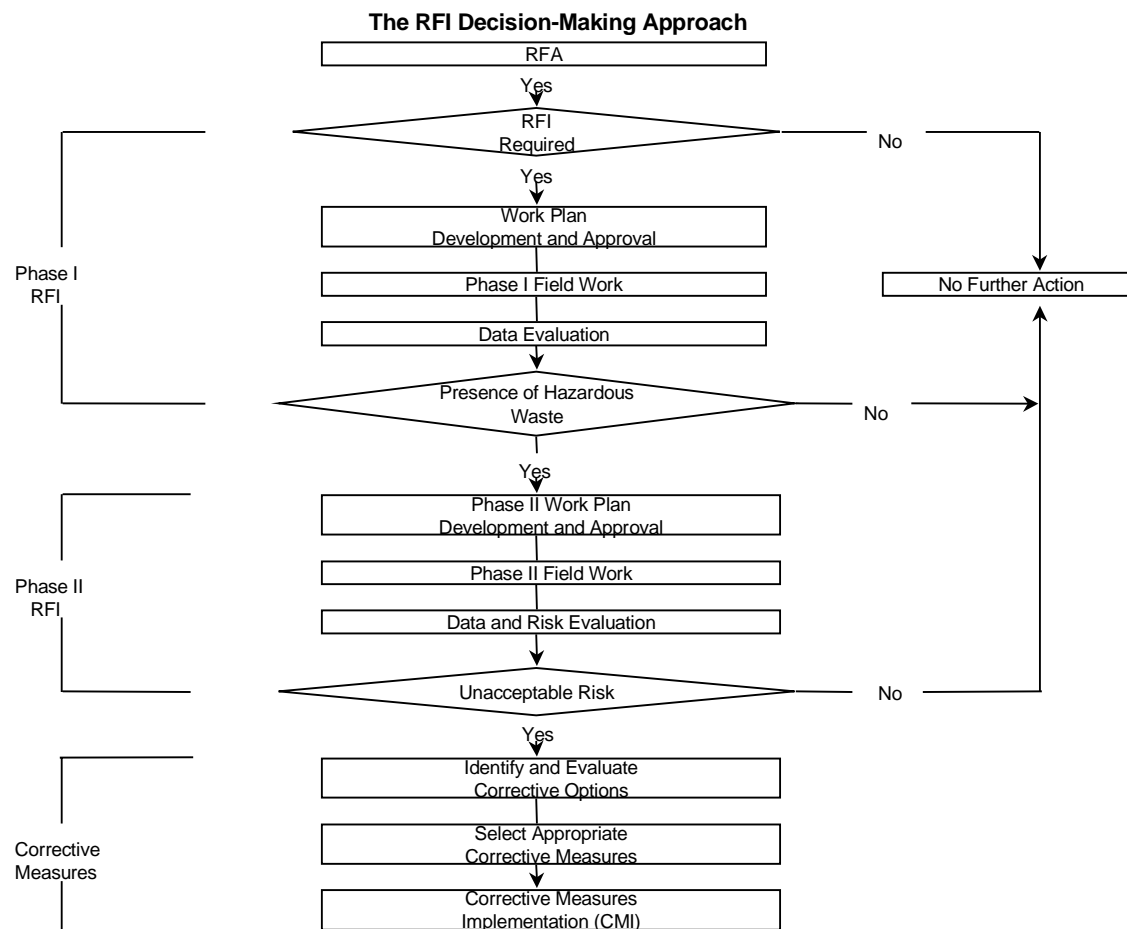 The RFI Decision-Making Approach
RFA
Yes
RFI
Required
No
Yes
Work Plan
Development and Approval
Phase I
RFI
Phase I Field Work
No Further Action
Data Evaluation
Presence of Hazardous
Waste
No
Yes
Phase II Work Plan
Development and Approval
Phase II
RFI
Phase II Field Work
Data and Risk Evaluation
Unacceptable Risk
No
Yes
Identify and Evaluate
Corrective Options
Corrective
Measures
Select Appropriate
Corrective Measures
Corrective Measures
Implementation (CMI)